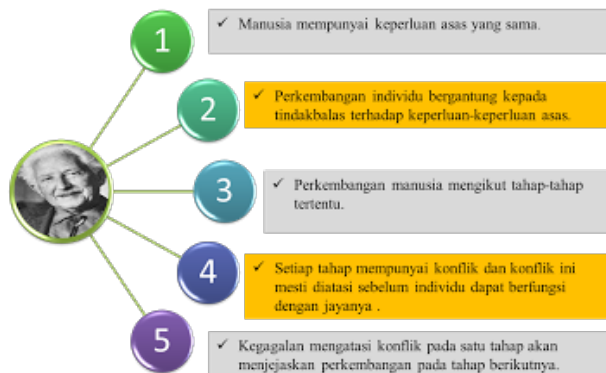 1
✓ Manusia mempunyai keperluan asas yang sama.
2
✓ Perkembangan individu bergantung kepada
tindakbalas terhadap keperluan-keperluan asas.
3
✓ Perkembangan manusia mengikut tahap-tahap
tertentu.
4
✓ Setiap tahap mempunyai konflik dan konflik ini
mesti diatasi sebelum individu dapat berfungsi
dengan jayanya .
5
✓ Kegagalan mengatasi konflik pada satu tahap akan
menjejaskan perkembangan pada tahap berikutnya.